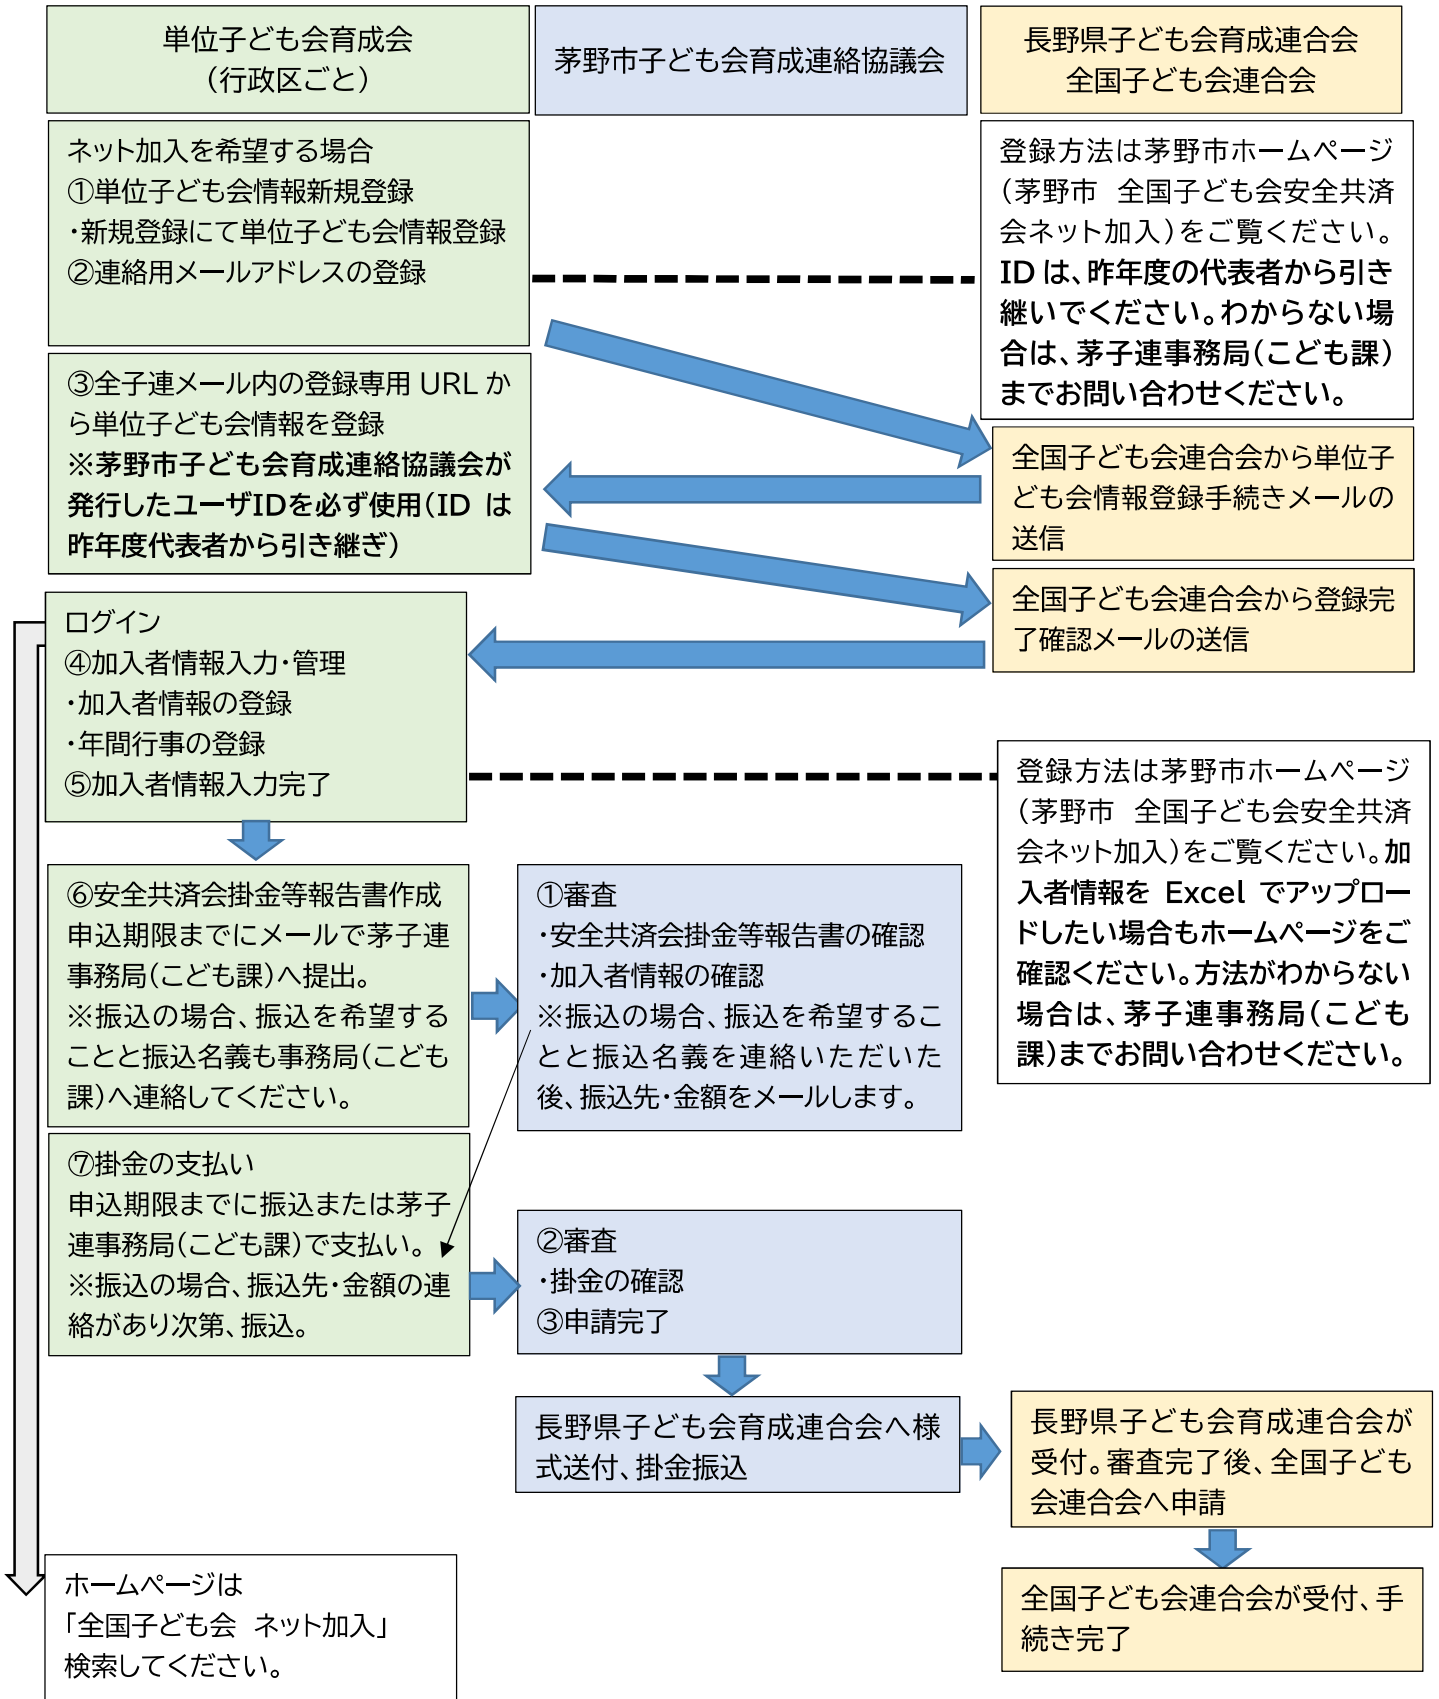 単位子ども会育成会
（行政区ごと）
茅野市子ども会育成連絡協議会
長野県子ども会育成連合会
全国子ども会連合会
ネット加入を希望する場合
①単位子ども会情報新規登録
・新規登録にて単位子ども会情報登録
②連絡用メールアドレスの登録
登録方法は茅野市ホームページ
（茅野市　全国子ども会安全共済
会ネット加入）をご覧ください。
IDは、昨年度の代表者から引き
継いでください。わからない場
合は、茅子連事務局（こども課）
までお問い合わせください。
③全子連メール内の登録専用 URL か
ら単位子ども会情報を登録
※茅野市子ども会育成連絡協議会が
発行したユーザIDを必ず使用（ID は
昨年度代表者から引き継ぎ）
全国子ども会連合会から単位子
ども会情報登録手続きメールの
送信
全国子ども会連合会から登録完
了確認メールの送信
ログイン
④加入者情報入力・管理
・加入者情報の登録
・年間行事の登録
⑤加入者情報入力完了
登録方法は茅野市ホームページ
（茅野市　全国子ども会安全共済
会ネット加入）をご覧ください。加
入者情報を Excel でアップロー
ドしたい場合もホームページをご
確認ください。方法がわからない
場合は、茅子連事務局（こども
課）までお問い合わせください。
⑥安全共済会掛金等報告書作成
申込期限までにメールで茅子連
事務局（こども課）へ提出。
※振込の場合、振込を希望する
ことと振込名義も事務局（こども
課）へ連絡してください。
①審査
・安全共済会掛金等報告書の確認
・加入者情報の確認
※振込の場合、振込を希望するこ
とと振込名義を連絡いただいた
後、振込先・金額をメールします。
⑦掛金の支払い
申込期限までに振込または茅子
連事務局（こども課）で支払い。
※振込の場合、振込先・金額の連
絡があり次第、振込。
②審査
・掛金の確認
③申請完了
長野県子ども会育成連合会へ様
式送付、掛金振込
長野県子ども会育成連合会が
受付。審査完了後、全国子ども
会連合会へ申請
全国子ども会連合会が受付、手
続き完了
ホームページは
「全国子ども会　ネット加入」
検索してください。